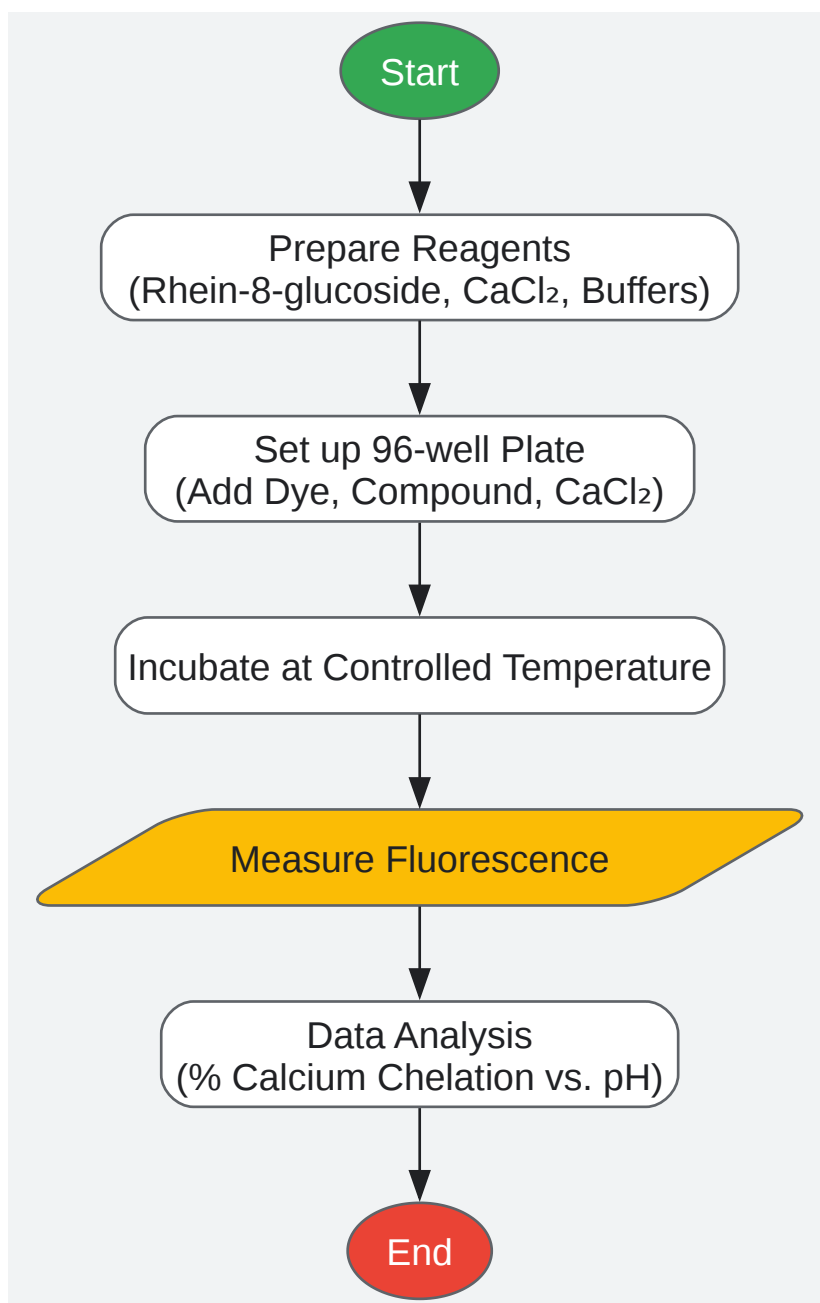 Start
Prepare Reagents
(Rhein-8-glucoside, CaCl₂, Buffers)
Set up 96-well Plate
(Add Dye, Compound, CaCl₂)
Incubate at Controlled Temperature
Measure Fluorescence
Data Analysis
(% Calcium Chelation vs. pH)
End